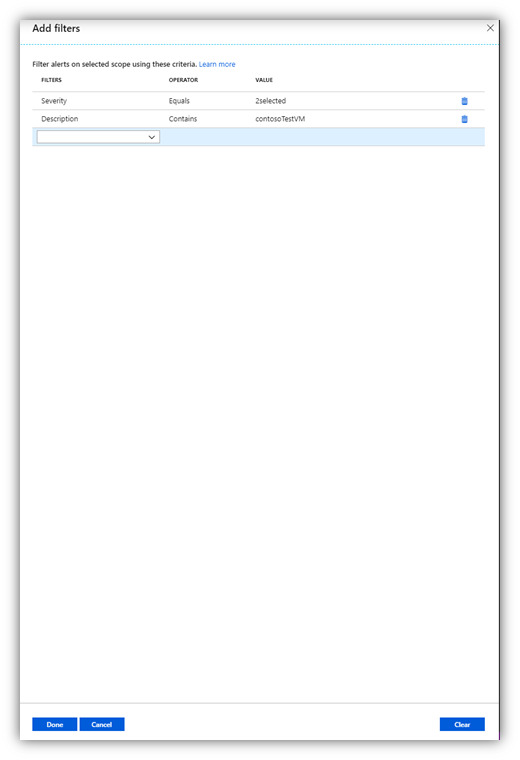 Add filters
Filter alerts on selected scope using these criteria. Learn more
FILTERS OPERATOR VALUE
Severity Equals 2selected
Description Contains contosoTestVM
Done Cancel Clear